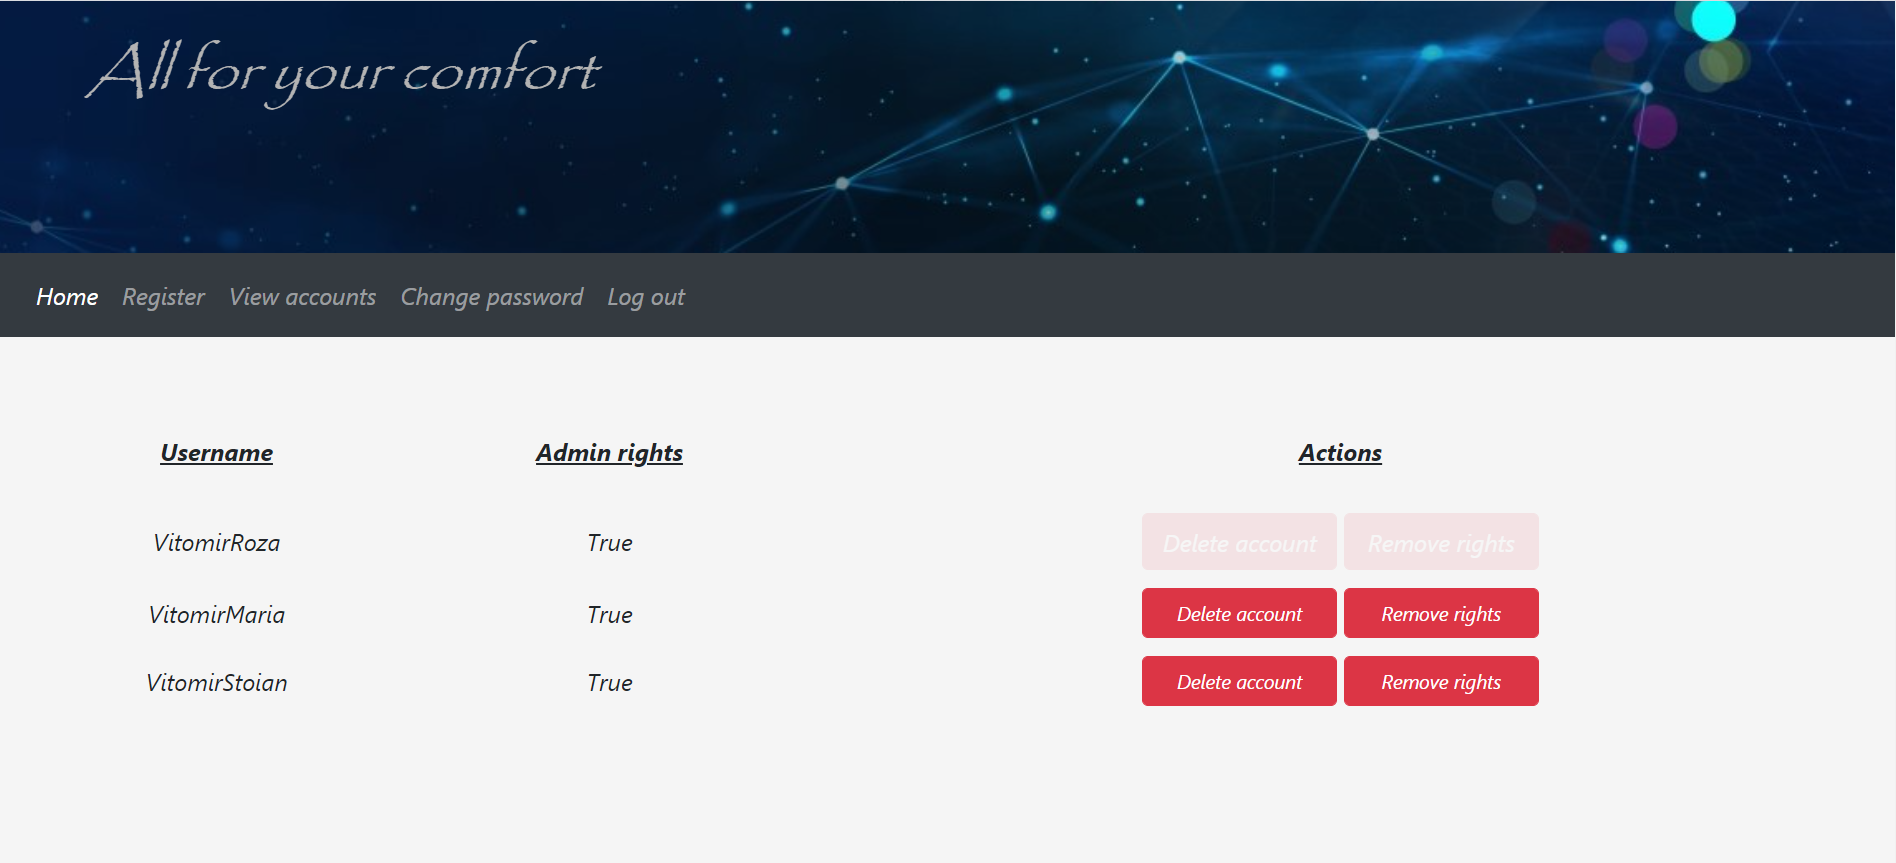 All for your comfort
Home Register View accounts Change password Log out
Username Admin rights Actions
VitomirRoza True Delete account Remove rights
VitomirMaria True Delete account Remove rights
VitomirStoian True Delete account Remove rights